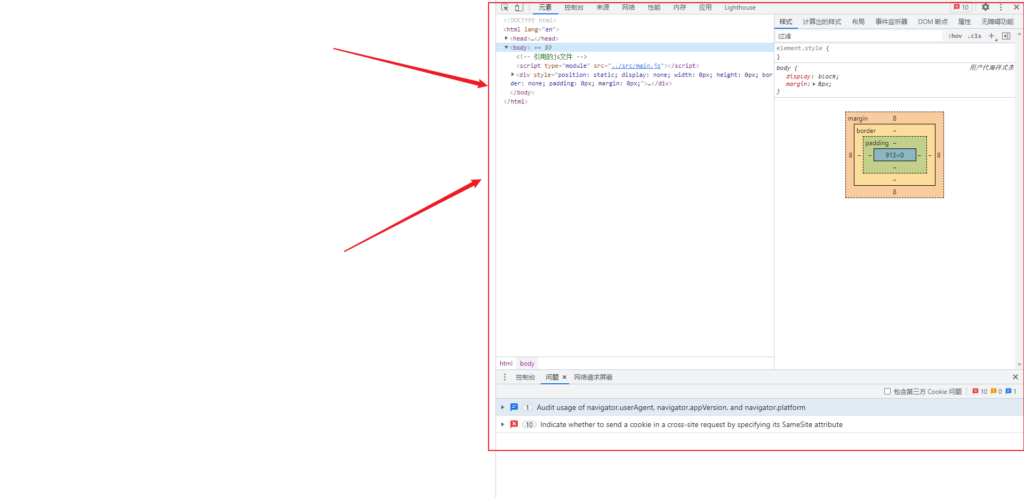 元素 控制台 来源 网络 性能 内存 应用 Lighthouse 10
<!DOCTYPE html>
<html lang="en">
<head>…</head>
<body> == $0
<!-- 引用的js文件 -->
<script type="module" src="../src/main.js"></script>
<div style="position: static; display: none; width: 0px; height: 0px; bor
der: none; padding: 0px; margin: 0px;">…</div>
</body>
</html>
html body
样式 计算出的样式 布局 事件监听器 DOM 断点 属性 无障碍功能
过滤 :hov .cls
element.style {
}
body { 用户代理样式表
display: block;
margin: 8px;
}
margin 8
border –
padding –
8 – – 913×0 – – 8
–
–
8
控制台 问题 网络请求屏蔽
包含第三方 Cookie 问题 10 0 1
1 Audit usage of navigator.userAgent, navigator.appVersion, and navigator.platform
10 Indicate whether to send a cookie in a cross-site request by specifying its SameSite attribute